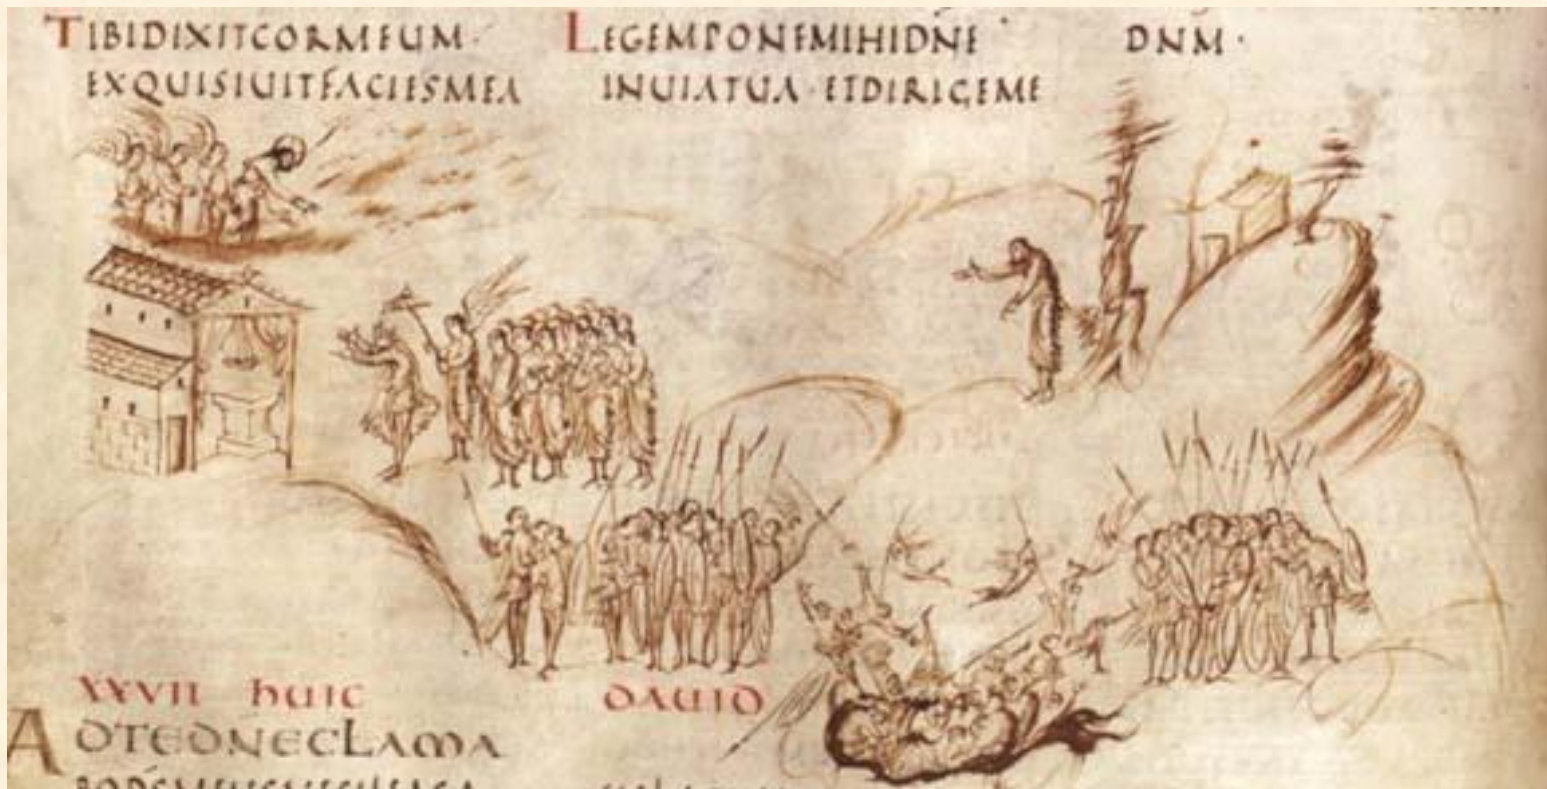 TIBIDIXITCORMEUM·
EXQUISIUITFACIESMEA
LEGEMPONEMIHIDNE
INUIATUA·ETDIRIGEME
DNM·
XXVII huIC
DAUID
ADTEDNECLAMA